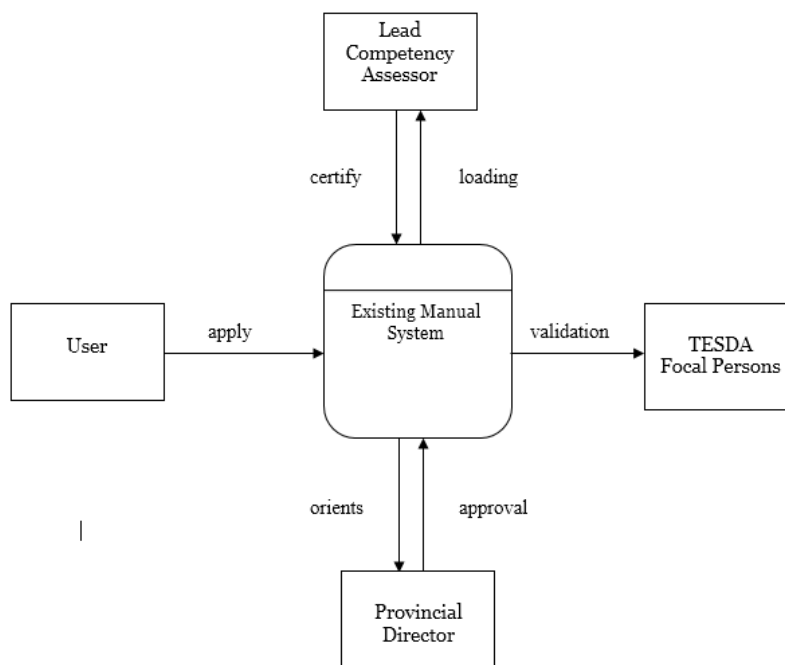 Lead
Competency
Assessor
certify
loading
Existing Manual
System
User
apply
validation
TESDA
Focal Persons
orients
approval
Provincial
Director